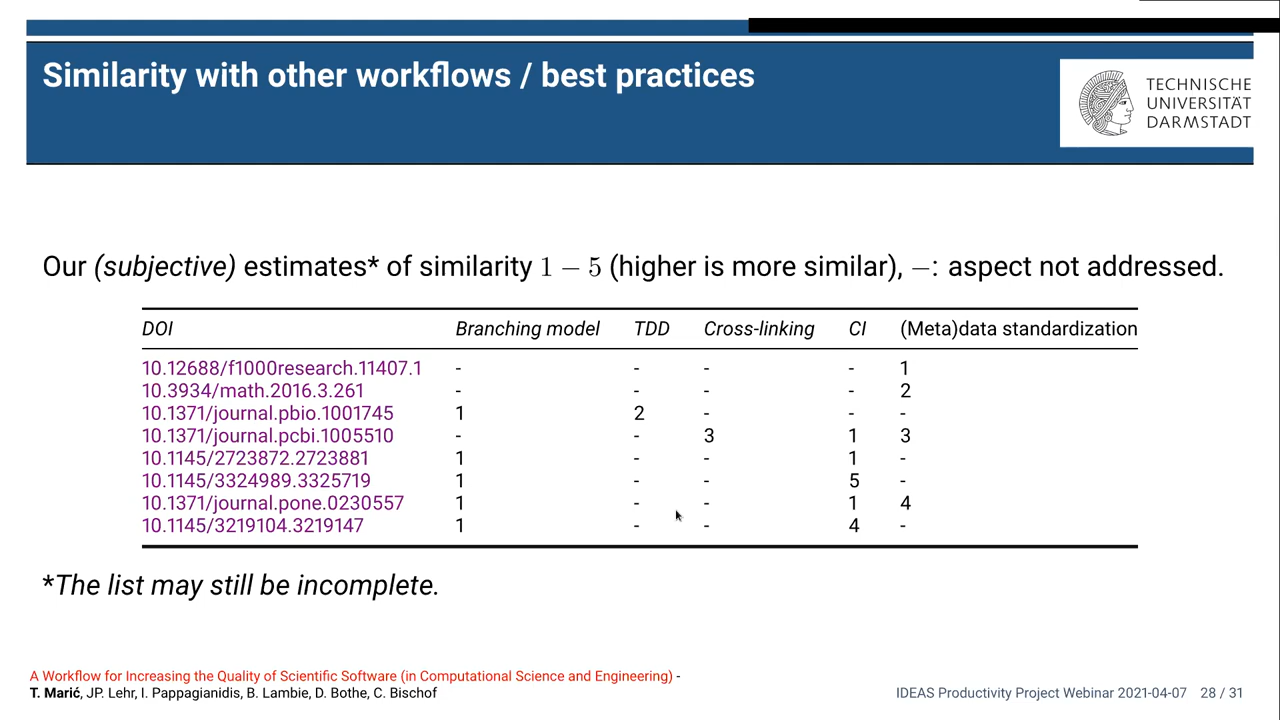 Similarity with other workflows / best practices
TECHNISCHE
UNIVERSITÄT
DARMSTADT
Our (subjective) estimates* of similarity 1 − 5 (higher is more similar), −: aspect not addressed.
DOI Branching model TDD Cross-linking CI (Meta)data standardization
10.12688/f1000research.11407.1 - - - - 1
10.3934/math.2016.3.261 - - - - 2
10.1371/journal.pbio.1001745 1 2 - - -
10.1371/journal.pcbi.1005510 - - 3 1 3
10.1145/2723872.2723881 1 - - 1 -
10.1145/3324989.3325719 1 - - 5 -
10.1371/journal.pone.0230557 1 - - 1 4
10.1145/3219104.3219147 1 - - 4 -
*The list may still be incomplete.
A Workflow for Increasing the Quality of Scientific Software (in Computational Science and Engineering) -
T. Marić, JP. Lehr, I. Pappagianidis, B. Lambie, D. Bothe, C. Bischof
IDEAS Productivity Project Webinar 2021-04-07 28 / 31